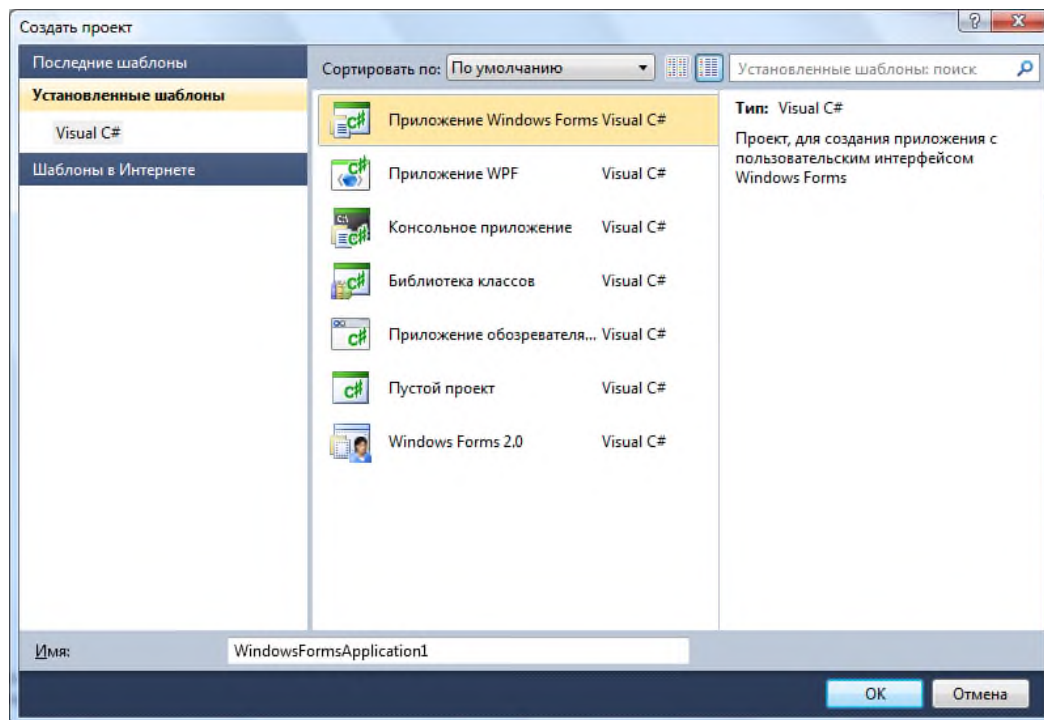 Создать проект
Последние шаблоны
Установленные шаблоны
Visual C#
Шаблоны в Интернете
Сортировать по: По умолчанию
Установленные шаблоны: поиск
Приложение Windows Forms Visual C#
Приложение WPF Visual C#
Консольное приложение Visual C#
Библиотека классов Visual C#
Приложение обозревателя... Visual C#
Пустой проект Visual C#
Windows Forms 2.0 Visual C#
Тип: Visual C#
Проект, для создания приложения с
пользовательским интерфейсом
Windows Forms
Имя: WindowsFormsApplication1
ОК Отмена